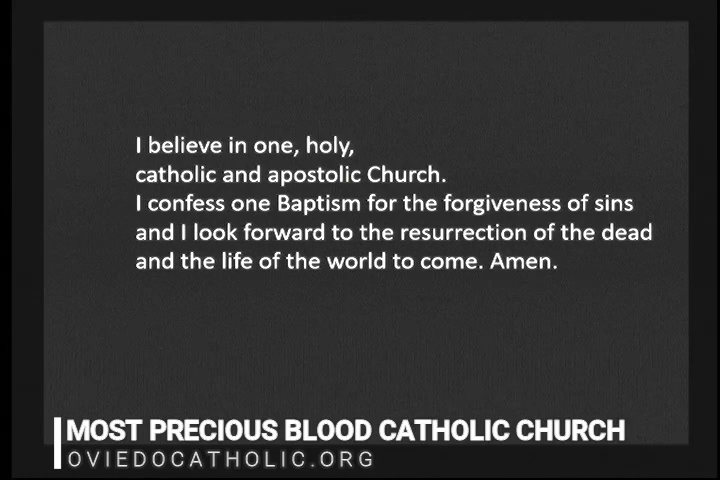 I believe in one, holy,
catholic and apostolic Church.
I confess one Baptism for the forgiveness of sins
and I look forward to the resurrection of the dead
and the life of the world to come. Amen.
MOST PRECIOUS BLOOD CATHOLIC CHURCH
OVIEDOCATHOLIC.ORG